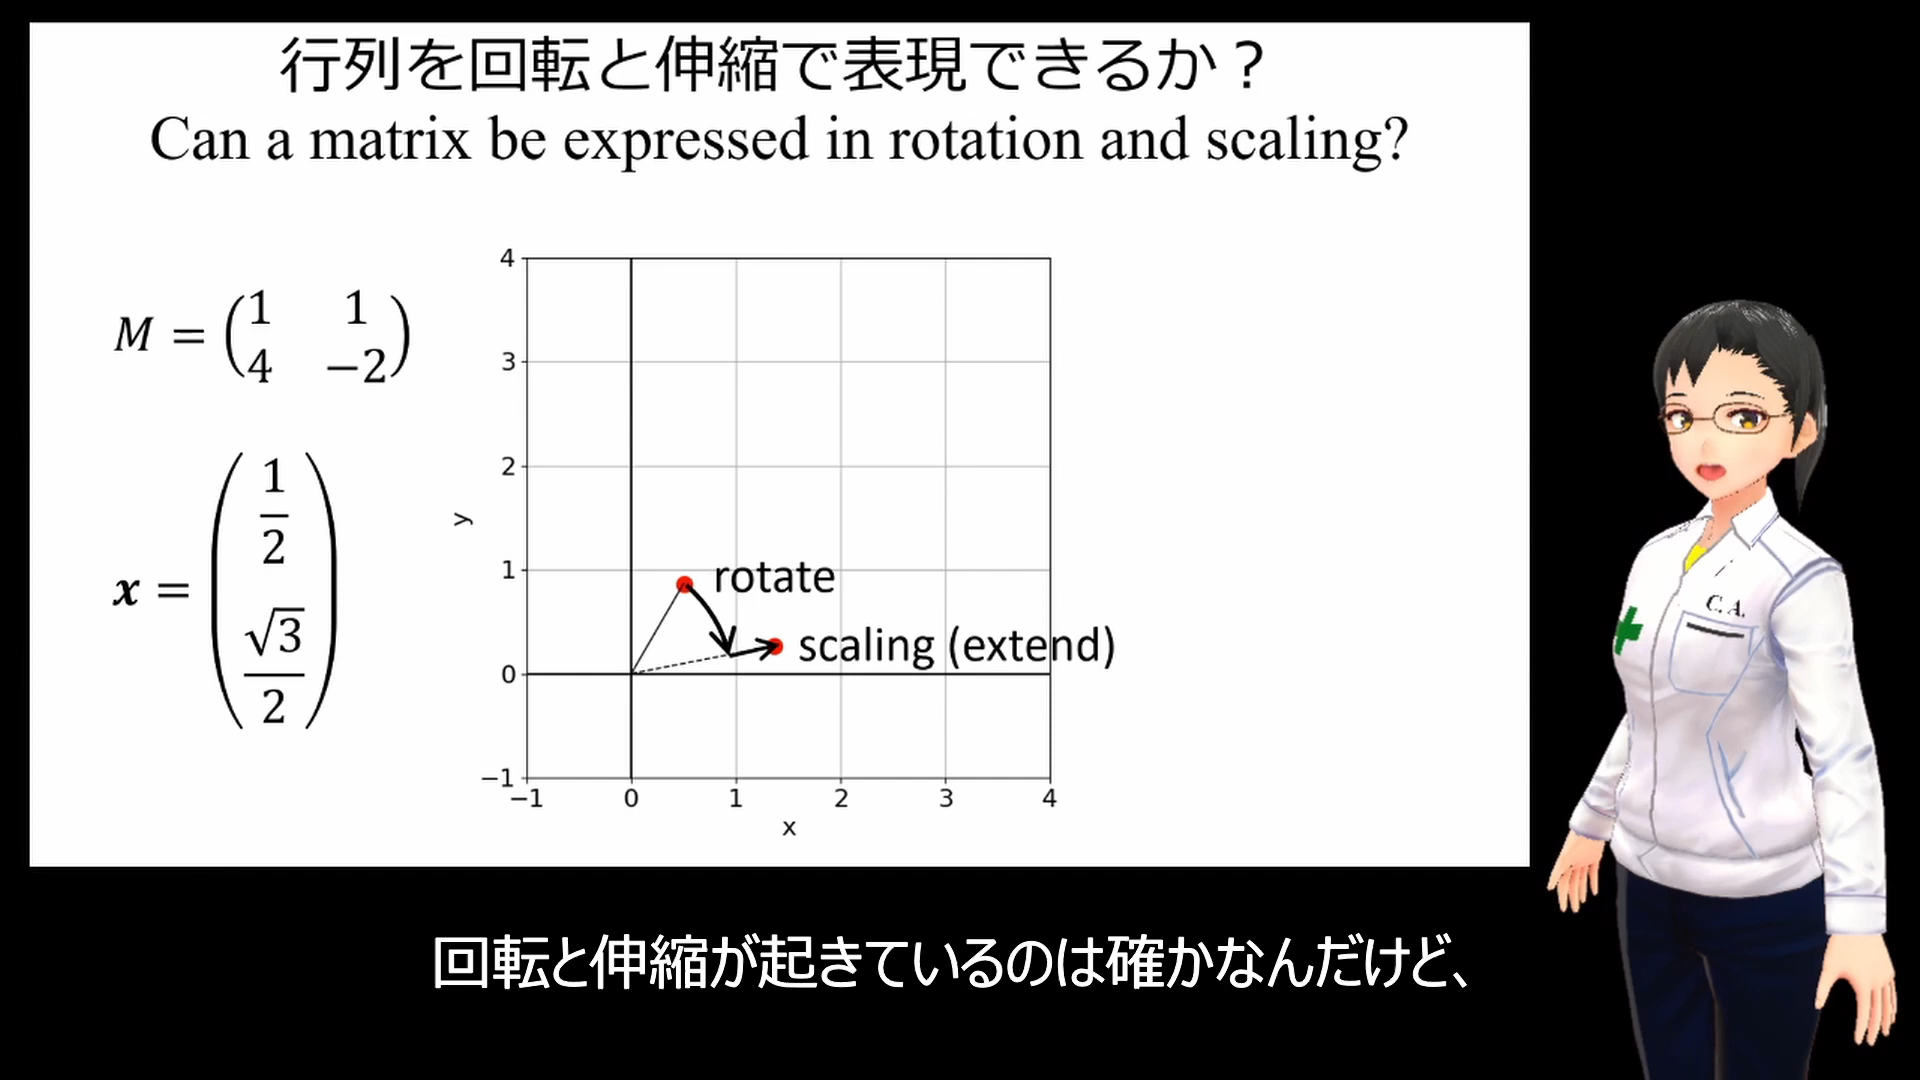 行列を回転と伸縮で表現できるか？
Can a matrix be expressed in rotation and scaling?
M = (1 1
4 −2)
x = (1/2
√3/2)
4
3
2
1
0
−1
y
rotate
scaling (extend)
−1 0 1 2 3 4
x
C. A.
回転と伸縮が起きているのは確かなんだけど、